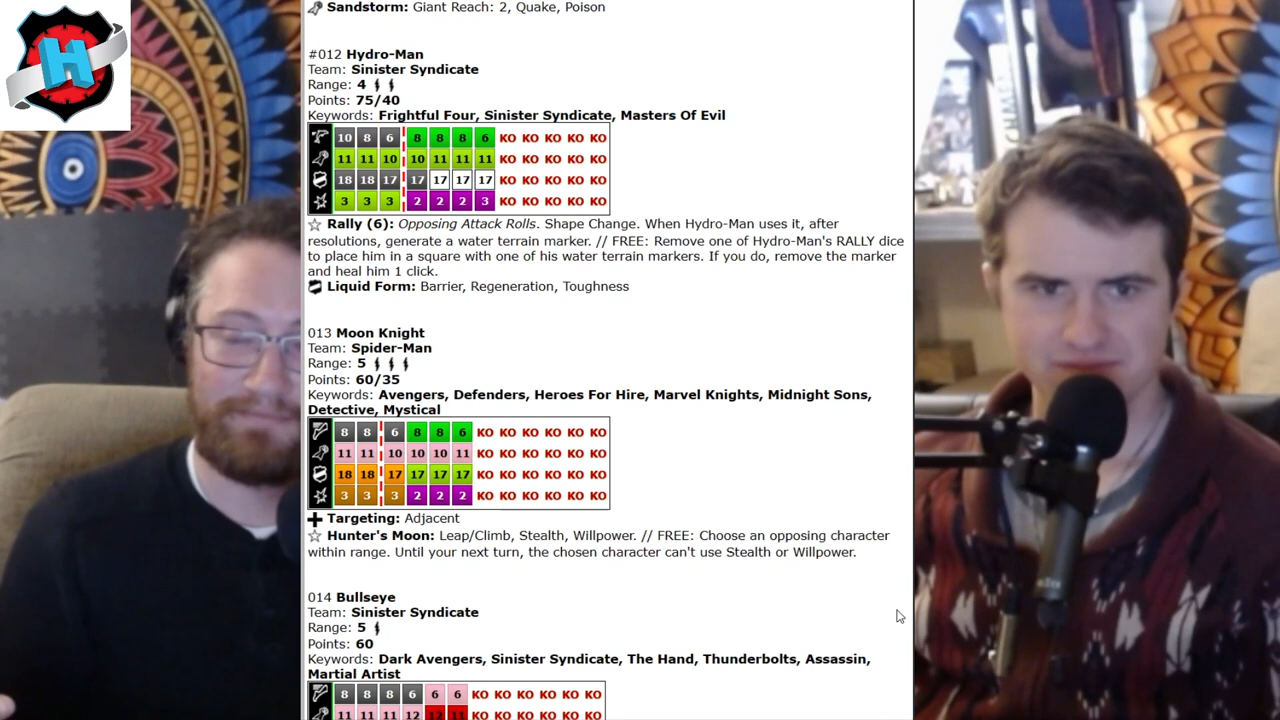 H
Sandstorm: Giant Reach: 2, Quake, Poison
#012 Hydro-Man
Team: Sinister Syndicate
Range: 4
Points: 75/40
Keywords: Frightful Four, Sinister Syndicate, Masters Of Evil
10 8 6 8 8 8 6 KO KO KO KO KO
11 11 10 10 11 11 11 KO KO KO KO KO
18 18 17 17 17 17 17 KO KO KO KO KO
3 3 3 2 2 2 3 KO KO KO KO KO
Rally (6): Opposing Attack Rolls. Shape Change. When Hydro-Man uses it, after
resolutions, generate a water terrain marker. // FREE: Remove one of Hydro-Man's RALLY dice
to place him in a square with one of his water terrain markers. If you do, remove the marker
and heal him 1 click.
Liquid Form: Barrier, Regeneration, Toughness
013 Moon Knight
Team: Spider-Man
Range: 5
Points: 60/35
Keywords: Avengers, Defenders, Heroes For Hire, Marvel Knights, Midnight Sons,
Detective, Mystical
8 8 6 8 8 6 KO KO KO KO KO KO
11 11 10 10 10 11 KO KO KO KO KO KO
18 18 17 17 17 17 KO KO KO KO KO KO
3 3 3 2 2 2 KO KO KO KO KO KO
Targeting: Adjacent
Hunter's Moon: Leap/Climb, Stealth, Willpower. // FREE: Choose an opposing character
within range. Until your next turn, the chosen character can't use Stealth or Willpower.
014 Bullseye
Team: Sinister Syndicate
Range: 5
Points: 60
Keywords: Dark Avengers, Sinister Syndicate, The Hand, Thunderbolts, Assassin,
Martial Artist
8 8 8 6 6 6 KO KO KO KO KO KO
11 11 11 12 12 11 KO KO KO KO KO KO